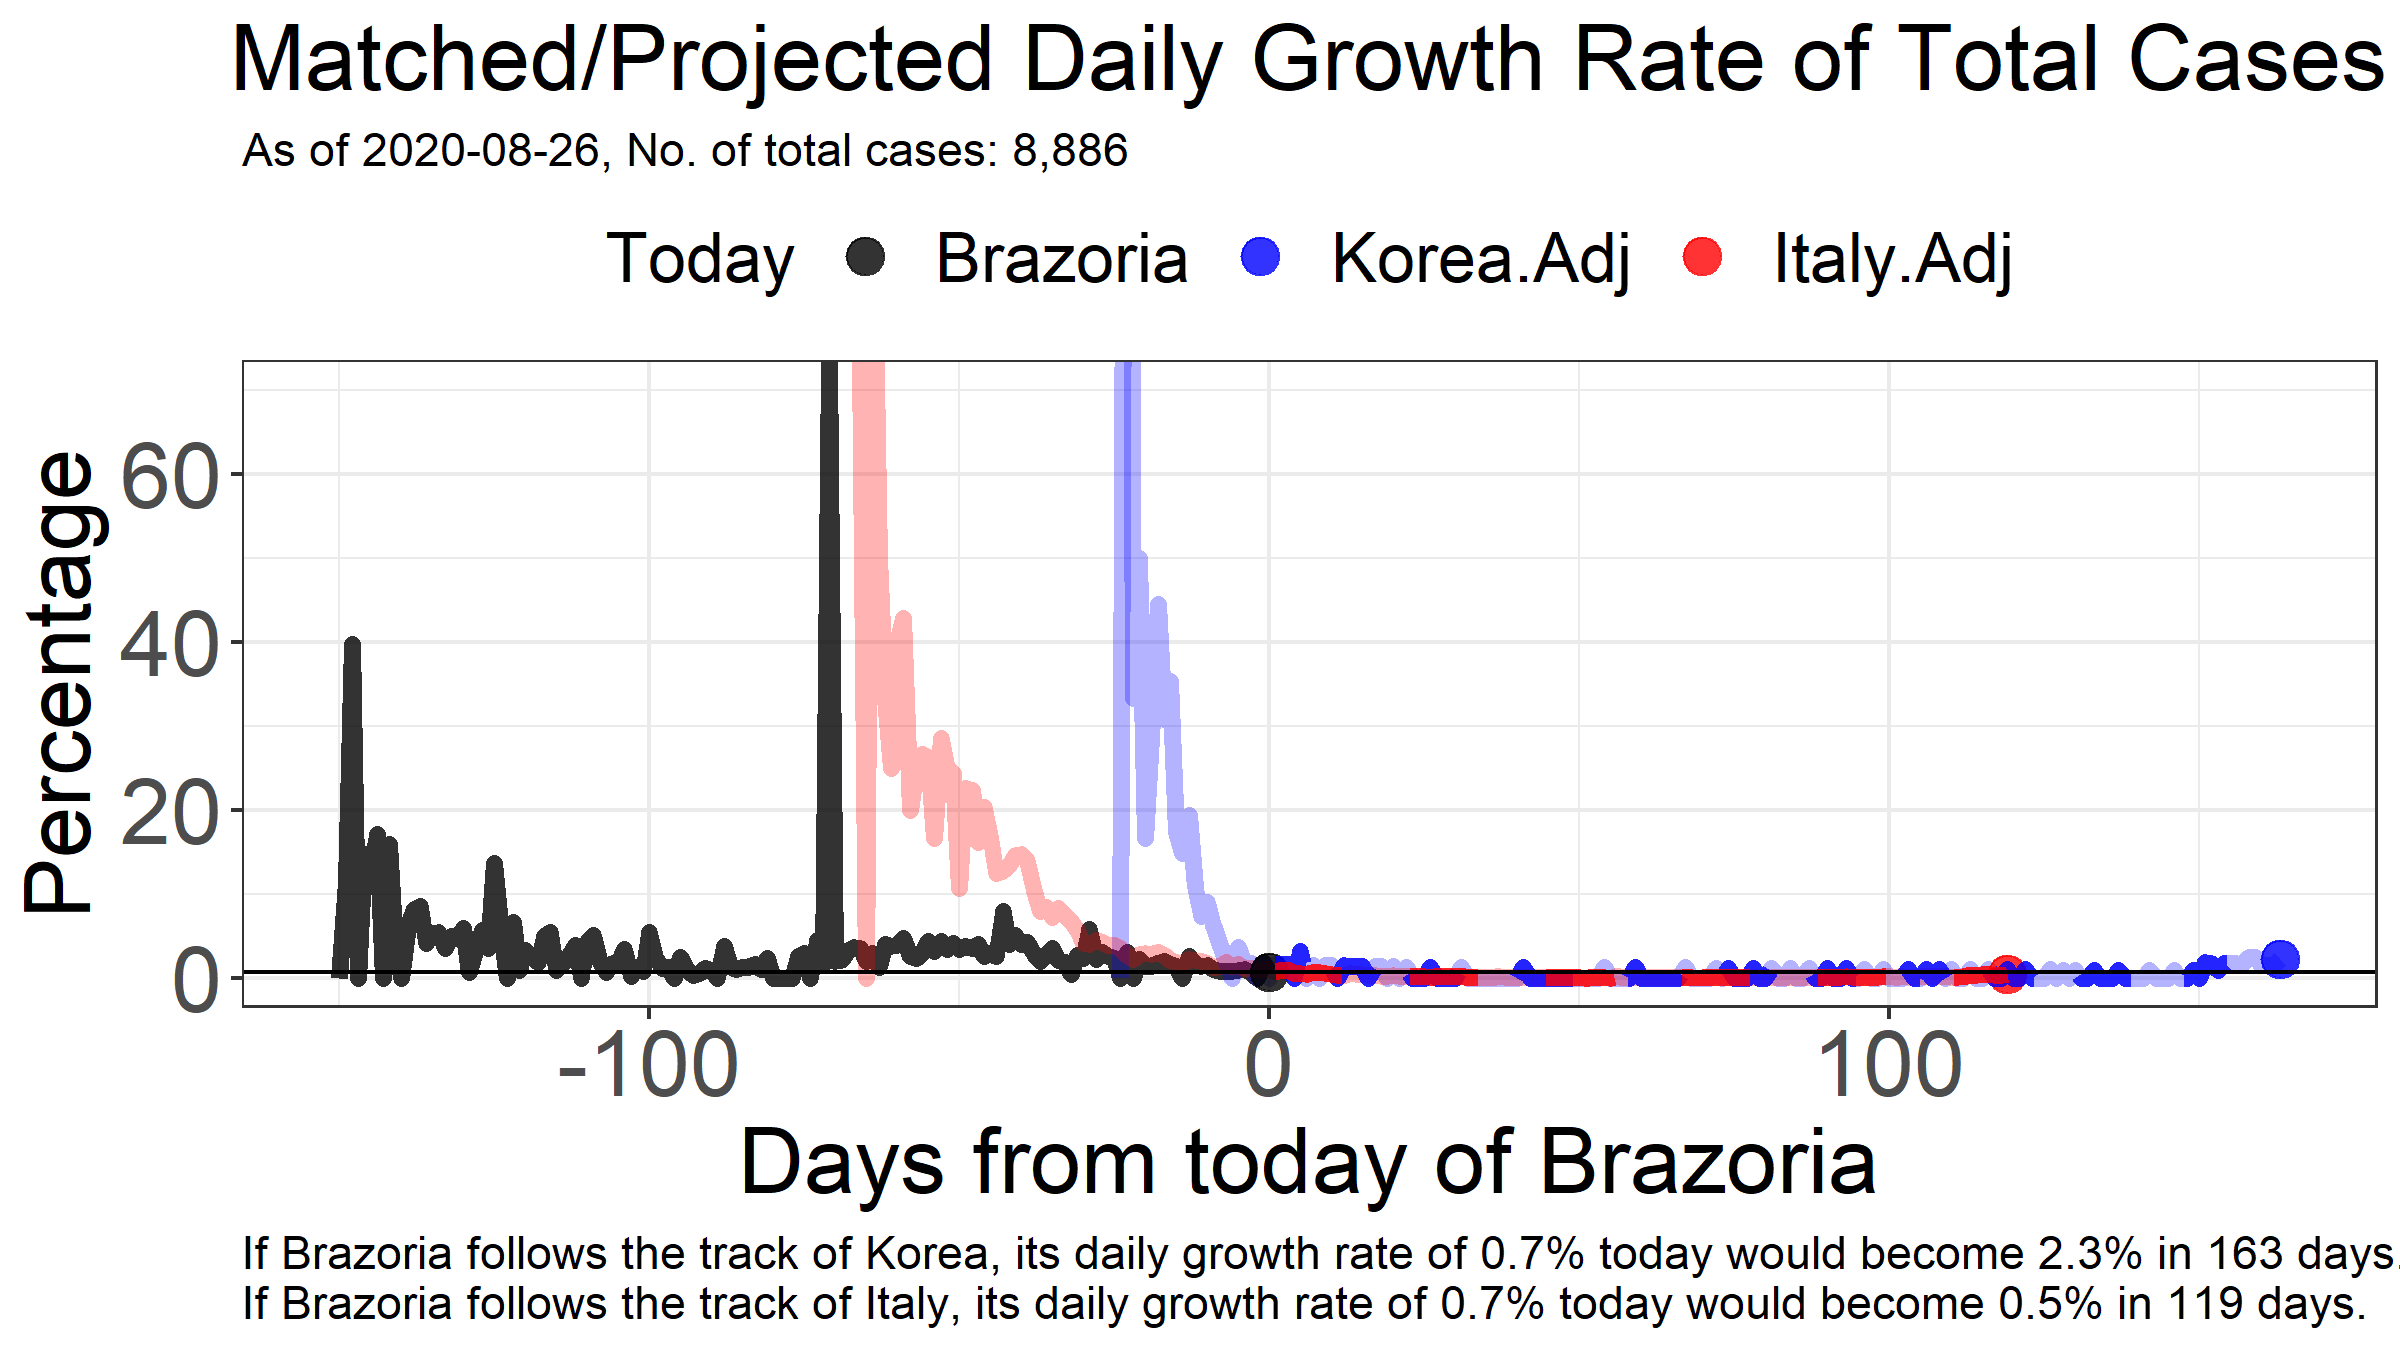 Matched/Projected Daily Growth Rate of Total Cases
As of 2020-08-26, No. of total cases: 8,886
Today Brazoria Korea.Adj Italy.Adj
Percentage
60
40
20
0
-100 0 100
Days from today of Brazoria
If Brazoria follows the track of Korea, its daily growth rate of 0.7% today would become 2.3% in 163 days.
If Brazoria follows the track of Italy, its daily growth rate of 0.7% today would become 0.5% in 119 days.